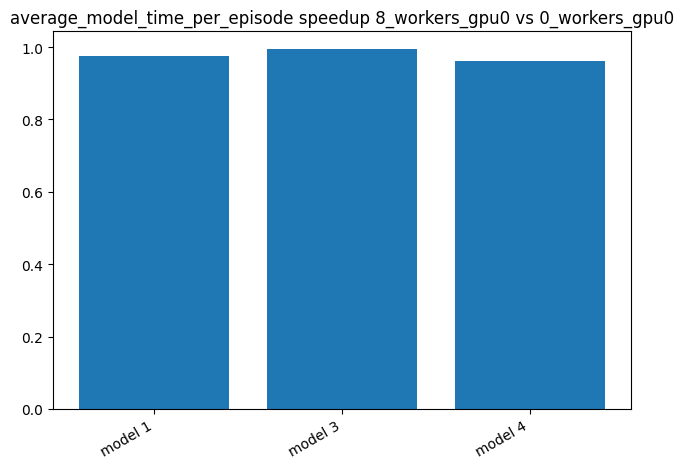 average_model_time_per_episode speedup 8_workers_gpu0 vs 0_workers_gpu0
1.0
0.8
0.6
0.4
0.2
0.0
model 1
model 3
model 4